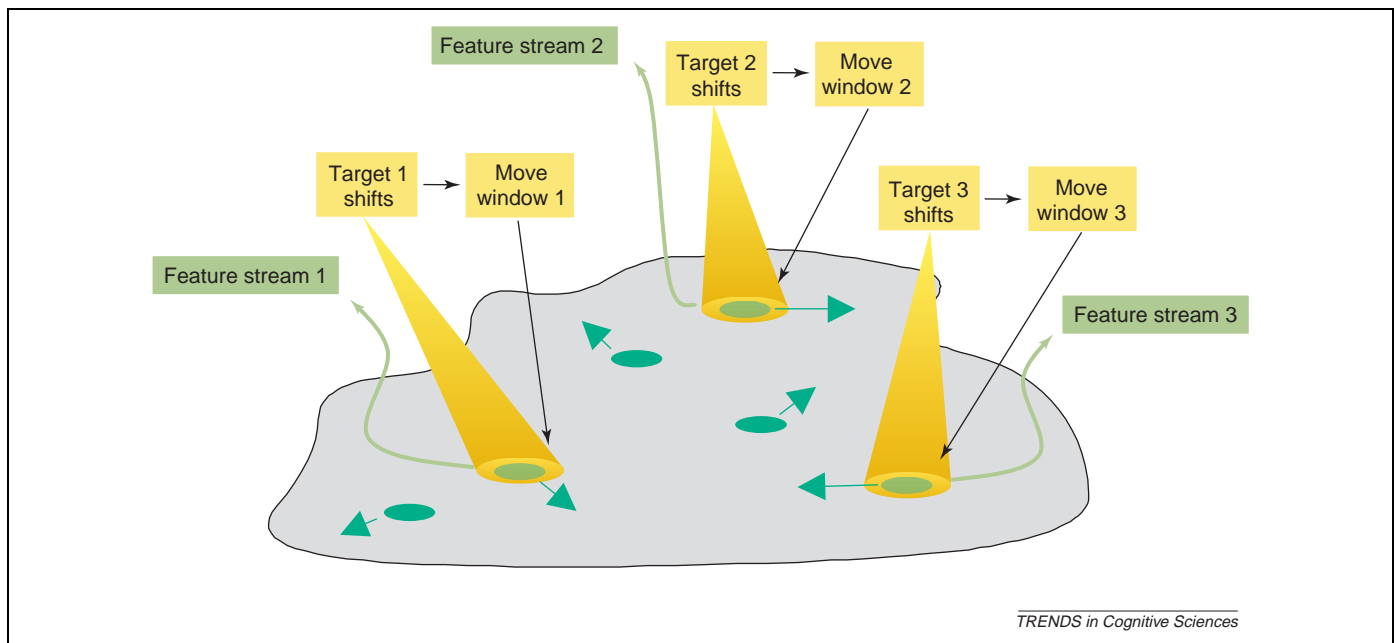 Feature stream 2
Target 2
shifts
Move
window 2
Target 1
shifts
Move
window 1
Target 3
shifts
Move
window 3
Feature stream 1
Feature stream 3
TRENDS in Cognitive Sciences